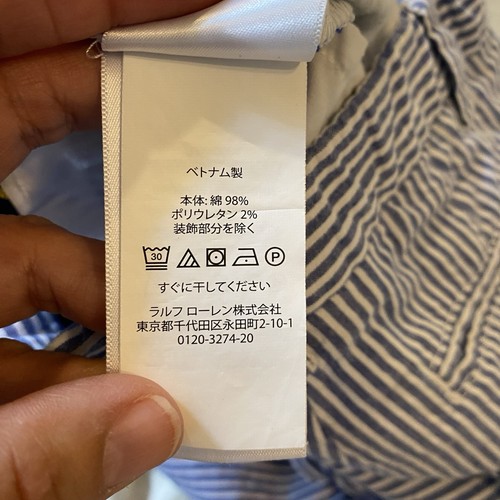 ベトナム製
本体: 綿 98%
ポリウレタン 2%
装飾部分を除く
30
P
すぐに干してください
ラルフ ローレン株式会社
東京都千代田区永田町2-10-1
0120-3274-20